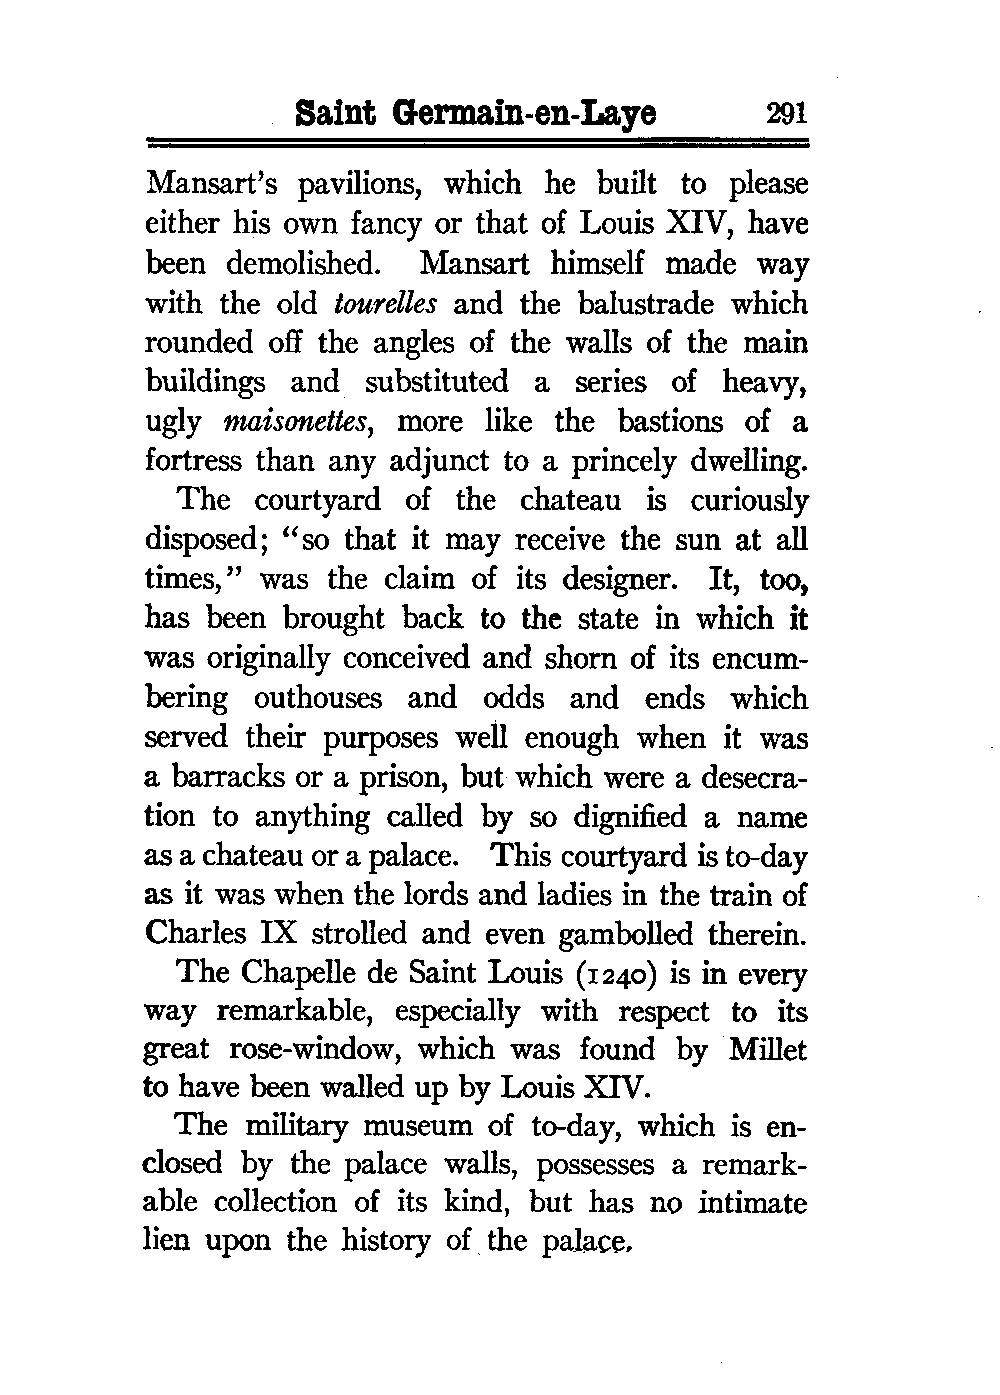 Saint Germain-en-Laye 291
Mansart's pavilions, which he built to please
either his own fancy or that of Louis XIV, have
been demolished. Mansart himself made way
with the old tourelles and the balustrade which
rounded off the angles of the walls of the main
buildings and substituted a series of heavy,
ugly maisonettes, more like the bastions of a
fortress than any adjunct to a princely dwelling.
The courtyard of the chateau is curiously
disposed; "so that it may receive the sun at all
times," was the claim of its designer. It, too,
has been brought back to the state in which it
was originally conceived and shorn of its encum-
bering outhouses and odds and ends which
served their purposes well enough when it was
a barracks or a prison, but which were a desecra-
tion to anything called by so dignified a name
as a chateau or a palace. This courtyard is to-day
as it was when the lords and ladies in the train of
Charles IX strolled and even gambolled therein.
The Chapelle de Saint Louis (1240) is in every
way remarkable, especially with respect to its
great rose-window, which was found by Millet
to have been walled up by Louis XIV.
The military museum of to-day, which is en-
closed by the palace walls, possesses a remark-
able collection of its kind, but has no intimate
lien upon the history of the palace.